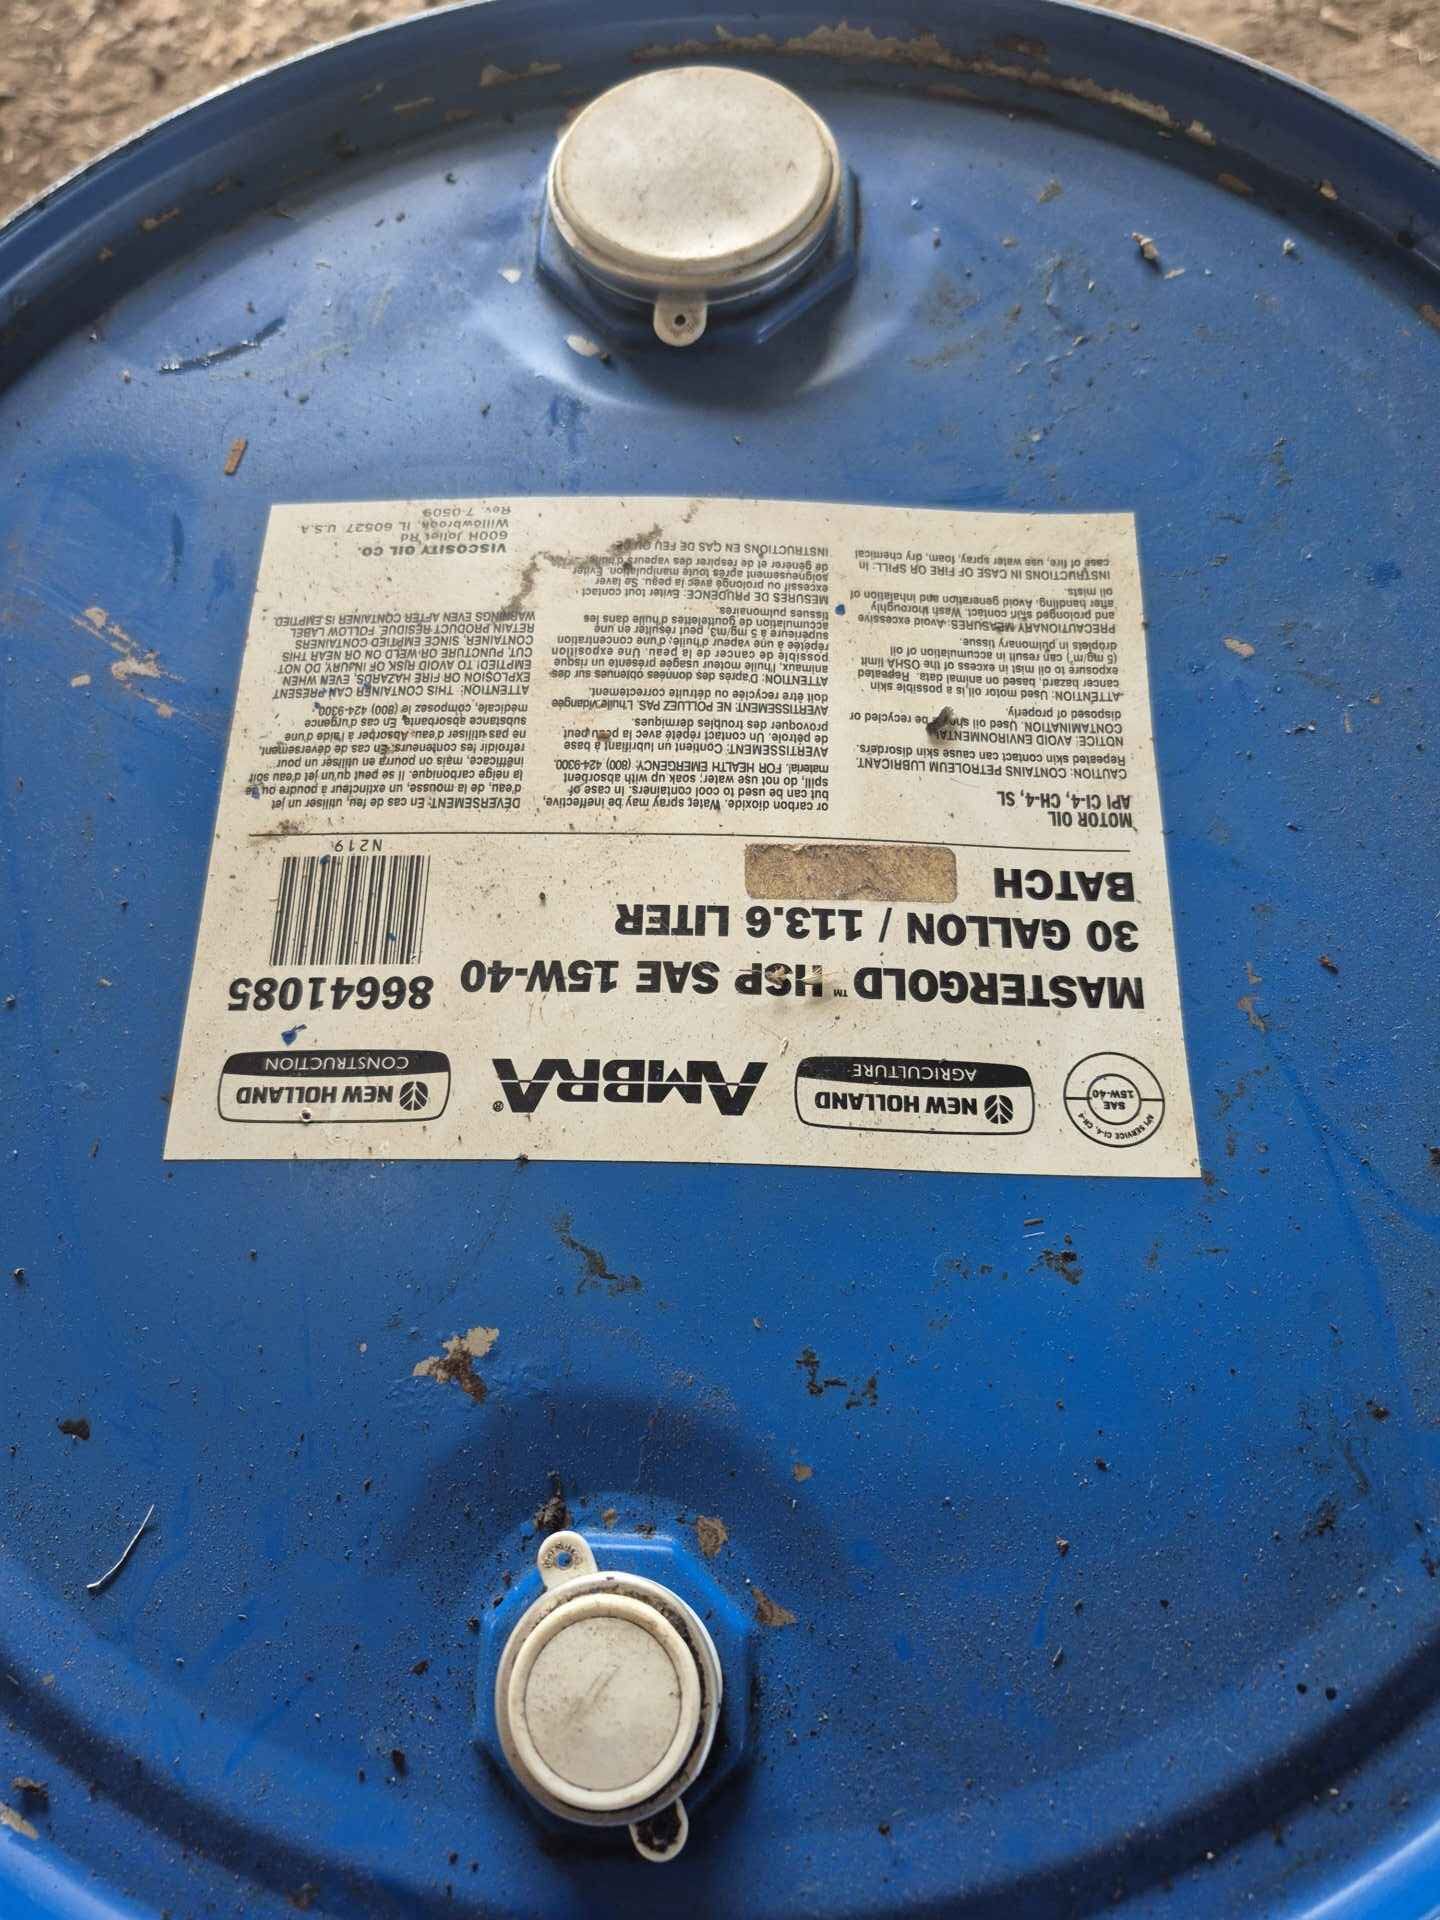 API SERVICE CI-4, CH-4
SAE
15W-40
NEW HOLLAND
AGRICULTURE
AMBRA®
NEW HOLLAND
CONSTRUCTION
MASTERGOLD™ HSP SAE 15W-40
86641085
30 GALLON / 113.6 LITER
BATCH
N219
MOTOR OIL
API CI-4, CH-4, SL
CAUTION: CONTAINS PETROLEUM LUBRICANT.
Repeated skin contact can cause skin disorders.
NOTICE: AVOID ENVIRONMENTAL
CONTAMINATION. Used oil be recycled or
disposed of properly.
ATTENTION: Used motor oil is a possible skin
cancer hazard, based on animal data. Repeated
exposure to oil mist in excess of the OSHA limit
(5 mg/m³) can result in accumulation of oil
droplets in pulmonary tissue.
PRECAUTIONARY MEASURES: Avoid excessive
and prolonged skin contact. Wash thoroughly
after handling. Avoid generation and inhalation of
oil mists.
INSTRUCTIONS IN CASE OF FIRE OR SPILL: In
case of fire, use water spray, foam, dry chemical
or carbon dioxide. Water spray may be ineffective,
but can be used to cool containers. In case of
spill, do not use water; soak up with absorbent
material. FOR HEALTH EMERGENCY: (800) 424-9300.
AVERTISSEMENT: Contient un lubrifiant à base
de pétrole. Un contact répété avec la peau peut
provoquer des troubles dermiques.
AVERTISSEMENT: NE POLLUEZ PAS. L'huile vidangée
doit être recyclée ou détruite correctement.
ATTENTION: D'après des données obtenues sur des
animaux, l'huile moteur usagée présente un risque
possible de cancer de la peau. Une exposition
répétée à une vapeur d'huile, d'une concentration
supérieure à 5 mg/m3, peut résulter en une
accumulation de gouttelettes d'huile dans les
tissus pulmonaires.
MESURES DE PRUDENCE: Éviter tout contact
excessif ou prolongé avec la peau. Se laver
soigneusement après toute manipulation. Éviter
de générer et de respirer des vapeurs d'huile.
INSTRUCTIONS EN CAS DE FEU OU DE
DÉVERSEMENT: En cas de feu, utiliser un jet
d'eau, de la mousse, un extincteur à poudre ou de
la neige carbonique. Il se peut qu'un jet d'eau soit
inefficace, mais on pourra en utiliser un pour
refroidir les conteneurs. En cas de déversement,
ne pas utiliser d'eau. Absorber à l'aide d'une
substance absorbante. En cas d'urgence
médicale, composez le (800) 424-9300
ATTENTION: THIS CONTAINER CAN PRESENT
EXPLOSION OR FIRE HAZARDS, EVEN WHEN
EMPTIED! TO AVOID RISK OF INJURY, DO NOT
CUT, PUNCTURE OR WELD ON OR NEAR THIS
CONTAINER. SINCE EMPTIED CONTAINERS
RETAIN PRODUCT RESIDUE, FOLLOW LABEL
WARNINGS EVEN AFTER CONTAINER IS EMPTIED.
VISCOSITY OIL CO.
600H Joliet Rd
Willowbrook, IL 60527, U.S.A
Rev. 7-0509